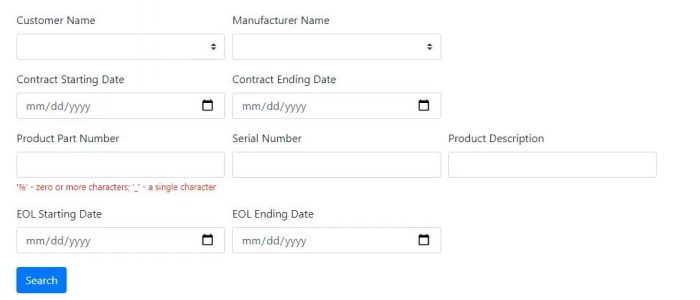 Customer Name Manufacturer Name
Contract Starting Date Contract Ending Date
mm/dd/yyyy mm/dd/yyyy
Product Part Number Serial Number Product Description
'%' - zero or more characters; '_' - a single character
EOL Starting Date EOL Ending Date
mm/dd/yyyy mm/dd/yyyy
Search